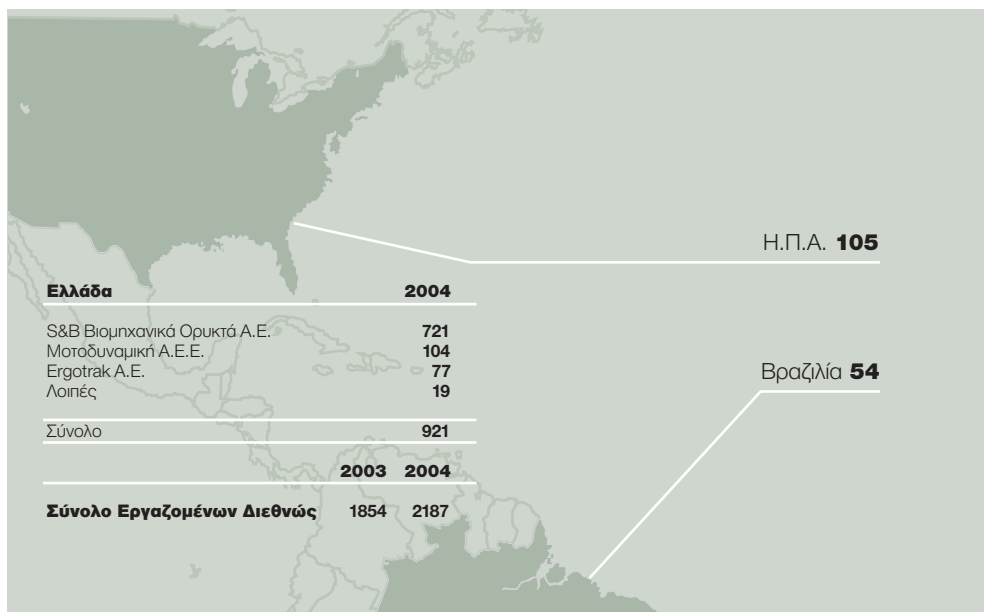 Η.Π.Α. 105
Ελλάδα 2004
S&B Βιομηχανικά Ορυκτά Α.Ε. 721
Μοτοδυναμική Α.Ε.Ε. 104
Ergotrak Α.Ε. 77
Λοιπές 19
Βραζιλία 54
Σύνολο 921
2003 2004
Σύνολο Εργαζομένων Διεθνώς 1854 2187